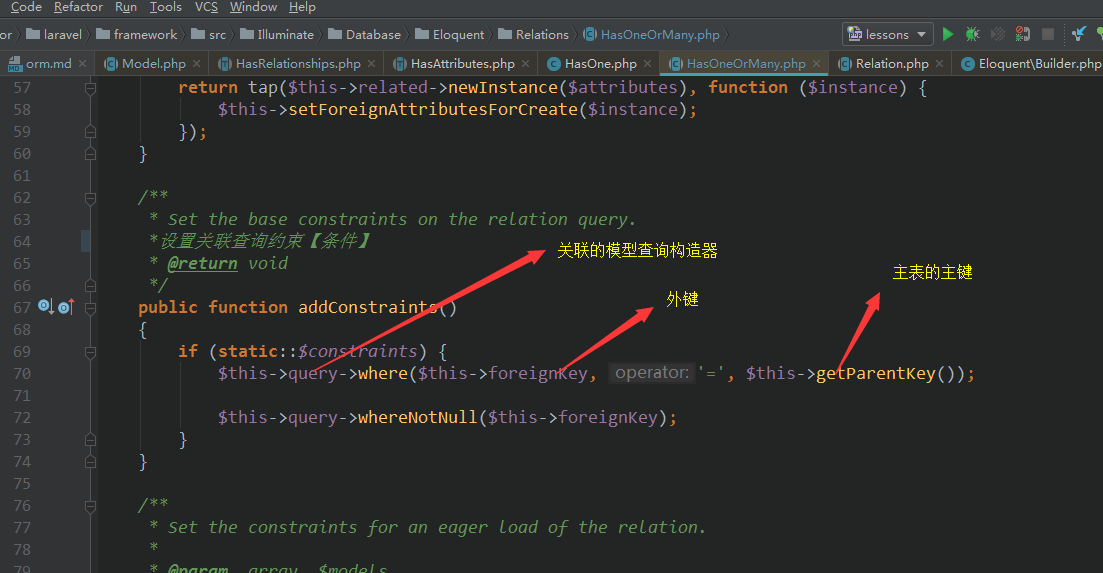 Code Refactor Run Tools VCS Window Help
or laravel framework src Illuminate Database Eloquent Relations HasOneOrMany.php lessons
orm.md Model.php HasRelationships.php HasAttributes.php HasOne.php HasOneOrMany.php Relation.php Eloquent\Builder.php
57 return tap($this->related->newInstance($attributes), function ($instance) {
58 $this->setForeignAttributesForCreate($instance);
59 });
60 }
61
62 /**
63 * Set the base constraints on the relation query.
64 *设置关联查询约束【条件】
关联的模型查询构造器
65 * @return void
主表的主键
66 */
外键
67 public function addConstraints()
68 {
69 if (static::$constraints) {
70 $this->query->where($this->foreignKey, operator: '=', $this->getParentKey());
71
72 $this->query->whereNotNull($this->foreignKey);
73 }
74 }
75
76 /**
77 * Set the constraints for an eager load of the relation.
78 *
79 * @param array $models